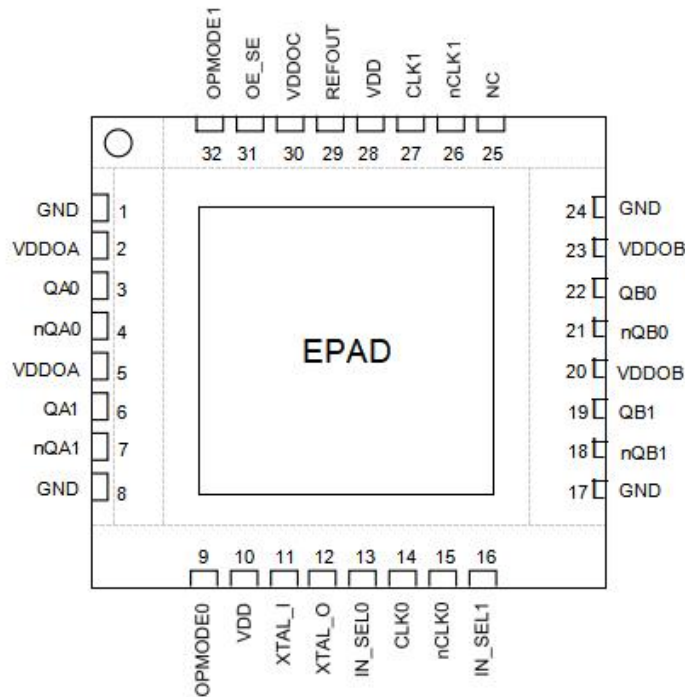 OPMODE1 OE_SE VDDOC REFOUT VDD CLK1 nCLK1 NC
32 31 30 29 28 27 26 25
GND 1 24 GND
VDDOA 2 23 VDDOB
QA0 3 22 QB0
nQA0 4 21 nQB0
VDDOA 5 20 VDDOB
QA1 6 19 QB1
nQA1 7 18 nQB1
GND 8 17 GND
EPAD
9 10 11 12 13 14 15 16
OPMODE0 VDD XTAL_I XTAL_O IN_SEL0 CLK0 nCLK0 IN_SEL1